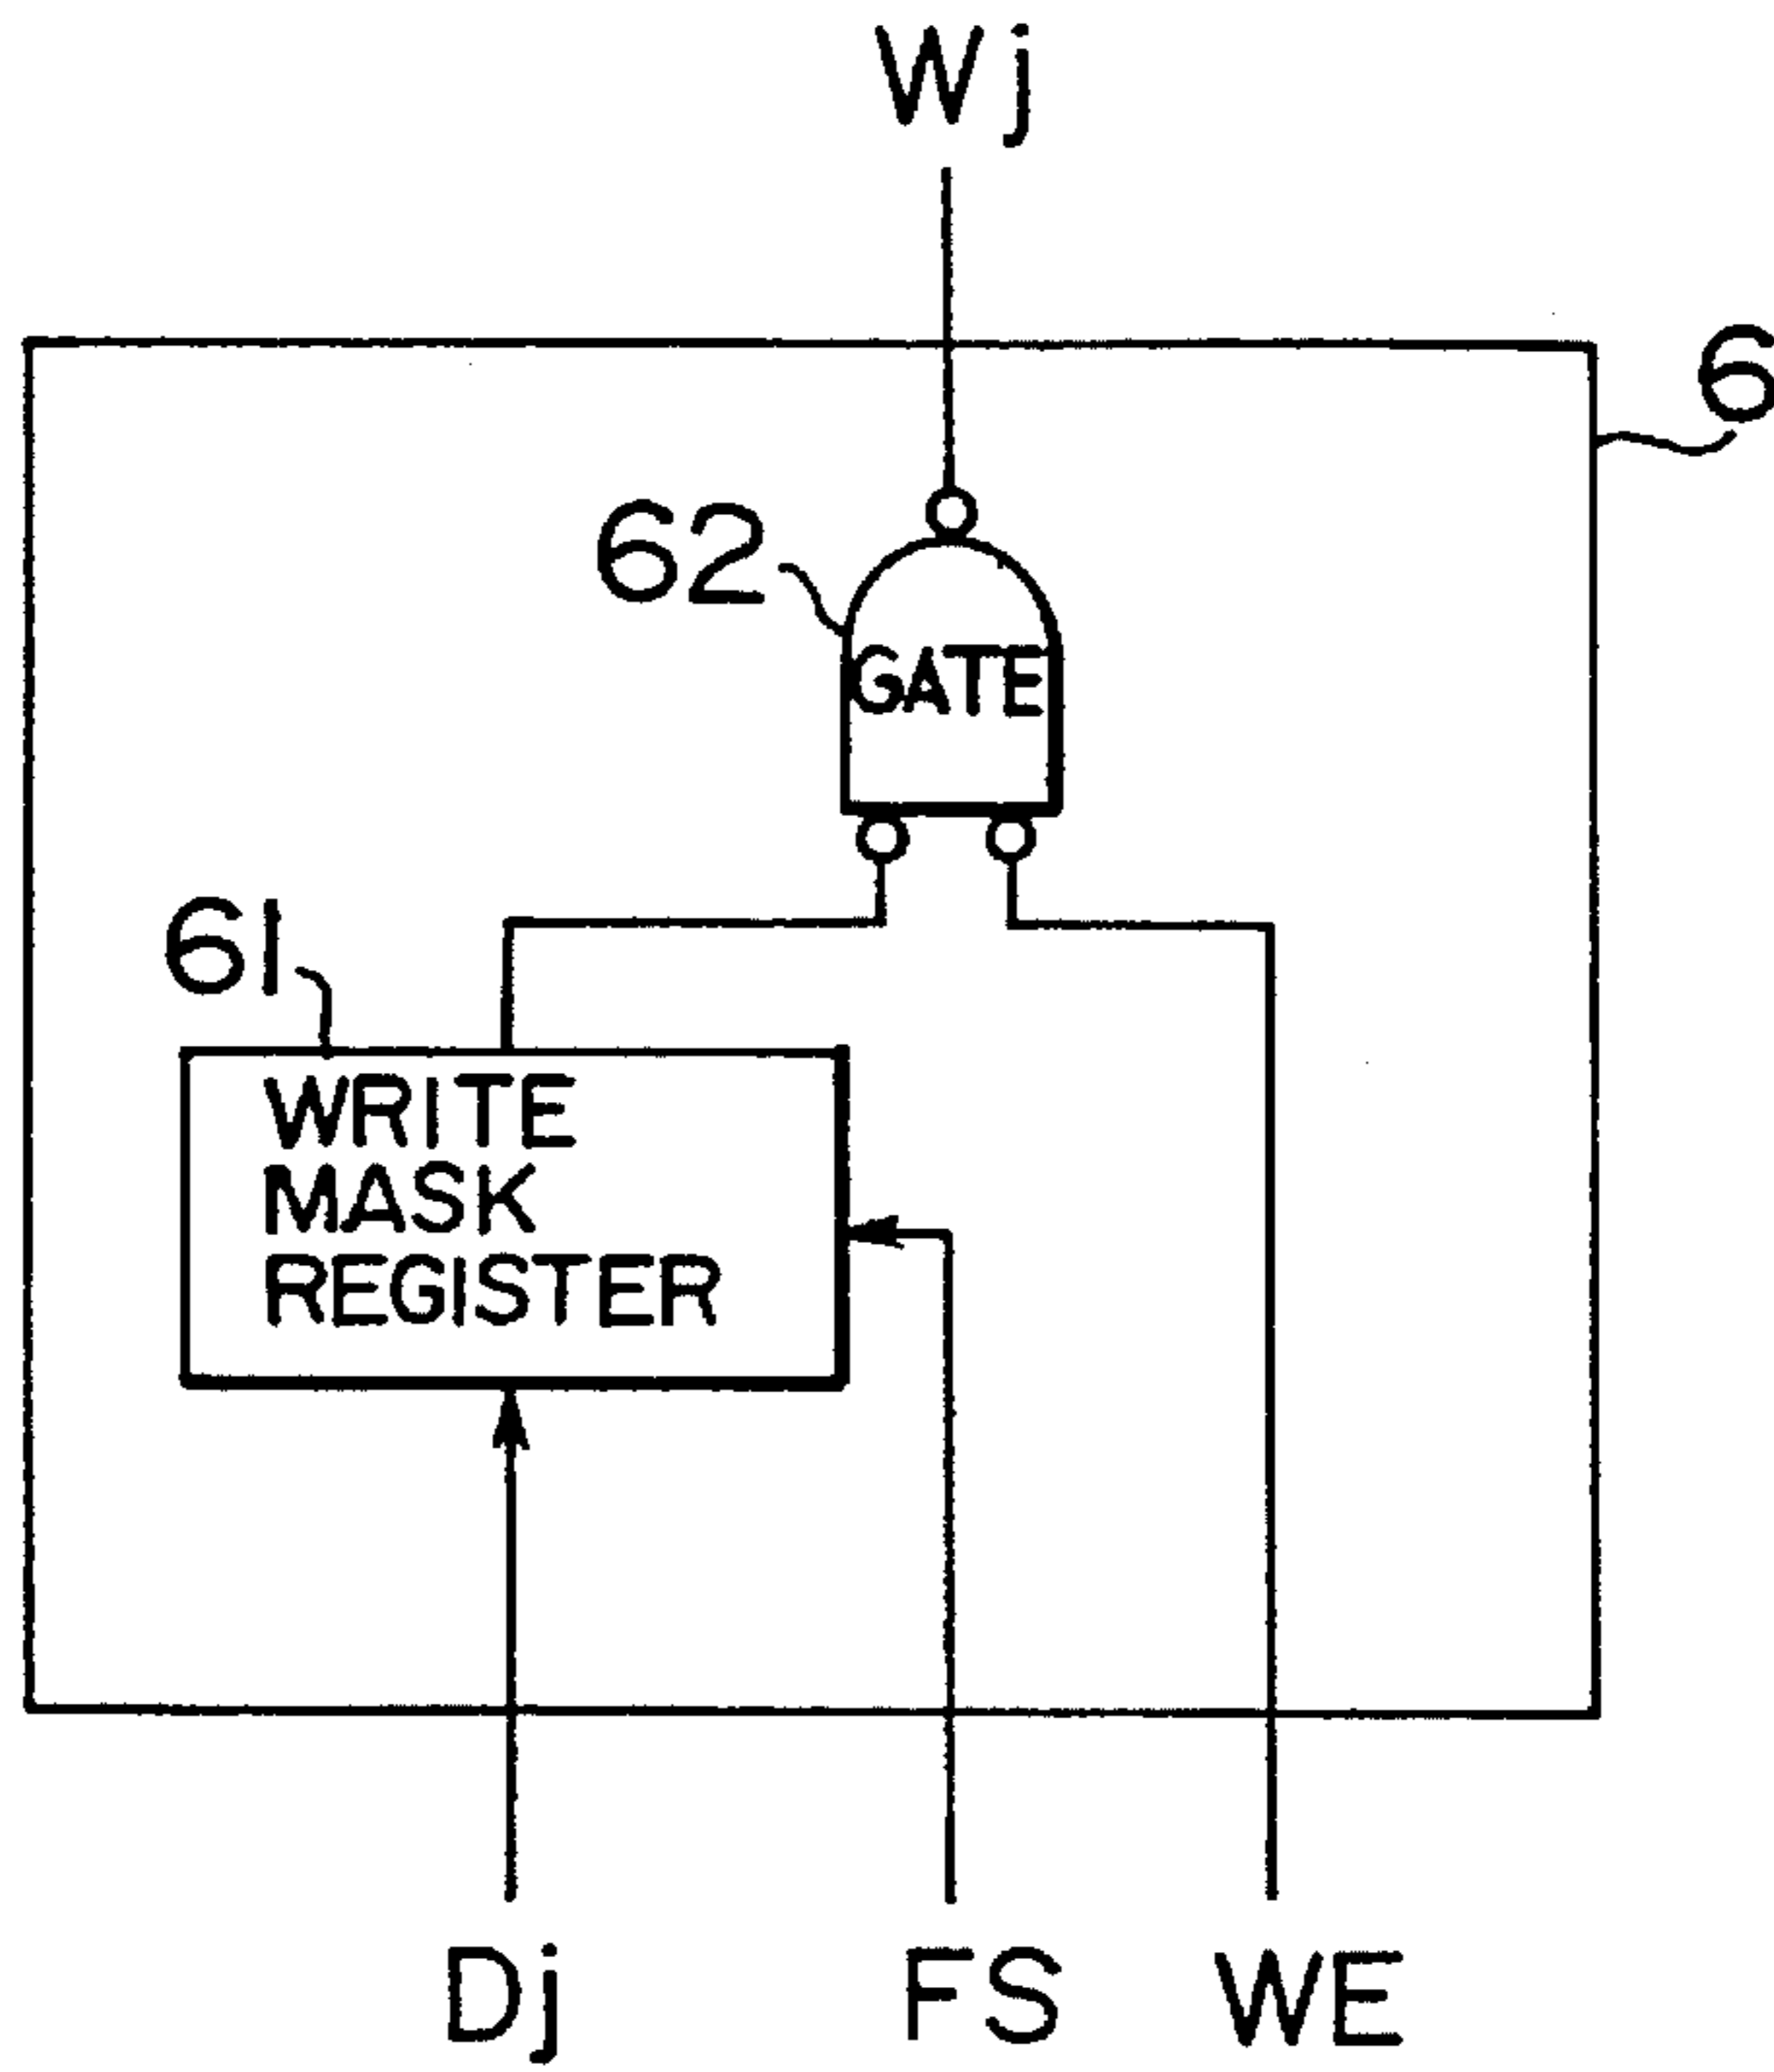 Wj
6
62
GATE
61
WRITE
MASK
REGISTER
Dj
FS
WE